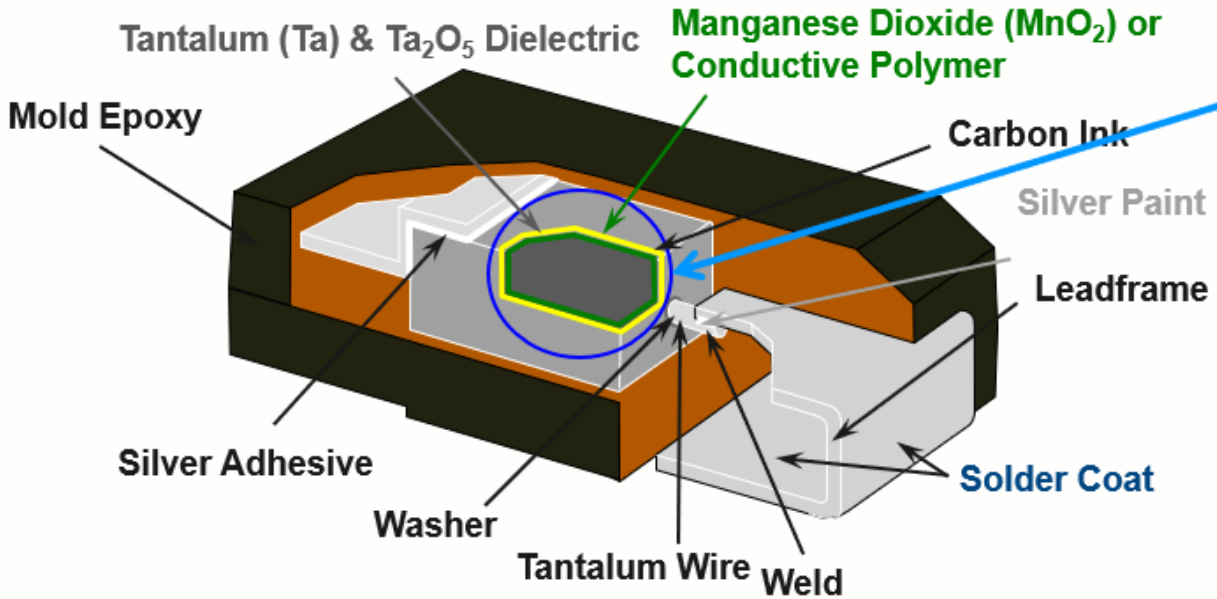 Tantalum (Ta) & Ta₂O₅ Dielectric
Manganese Dioxide (MnO₂) or
Conductive Polymer
Mold Epoxy
Carbon Ink
Silver Paint
Leadframe
Silver Adhesive
Solder Coat
Washer
Tantalum Wire
Weld